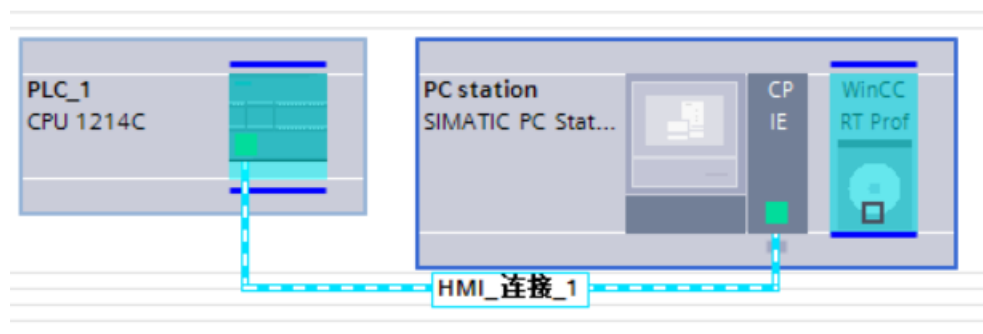 PLC_1
CPU 1214C
PC station
SIMATIC PC Stat...
CP
IE
WinCC
RT Prof
HMI_连接_1